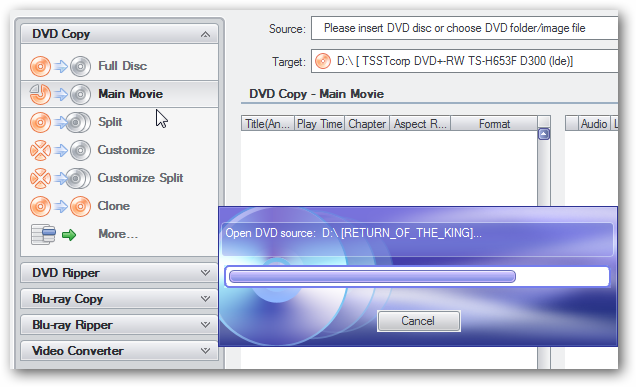 DVD Copy
Full Disc
Main Movie
Split
Customize
Customize Split
Clone
More...
DVD Ripper
Blu-ray Copy
Blu-ray Ripper
Video Converter
Source: Please insert DVD disc or choose DVD folder/image file
Target: D:\ [ TSSTcorp DVD+-RW TS-H653F D300 (Ide)]
DVD Copy - Main Movie
Title(An... Play Time Chapter Aspect R... Format Audio L
Open DVD source: D:\ [RETURN_OF_THE_KING]...
Cancel